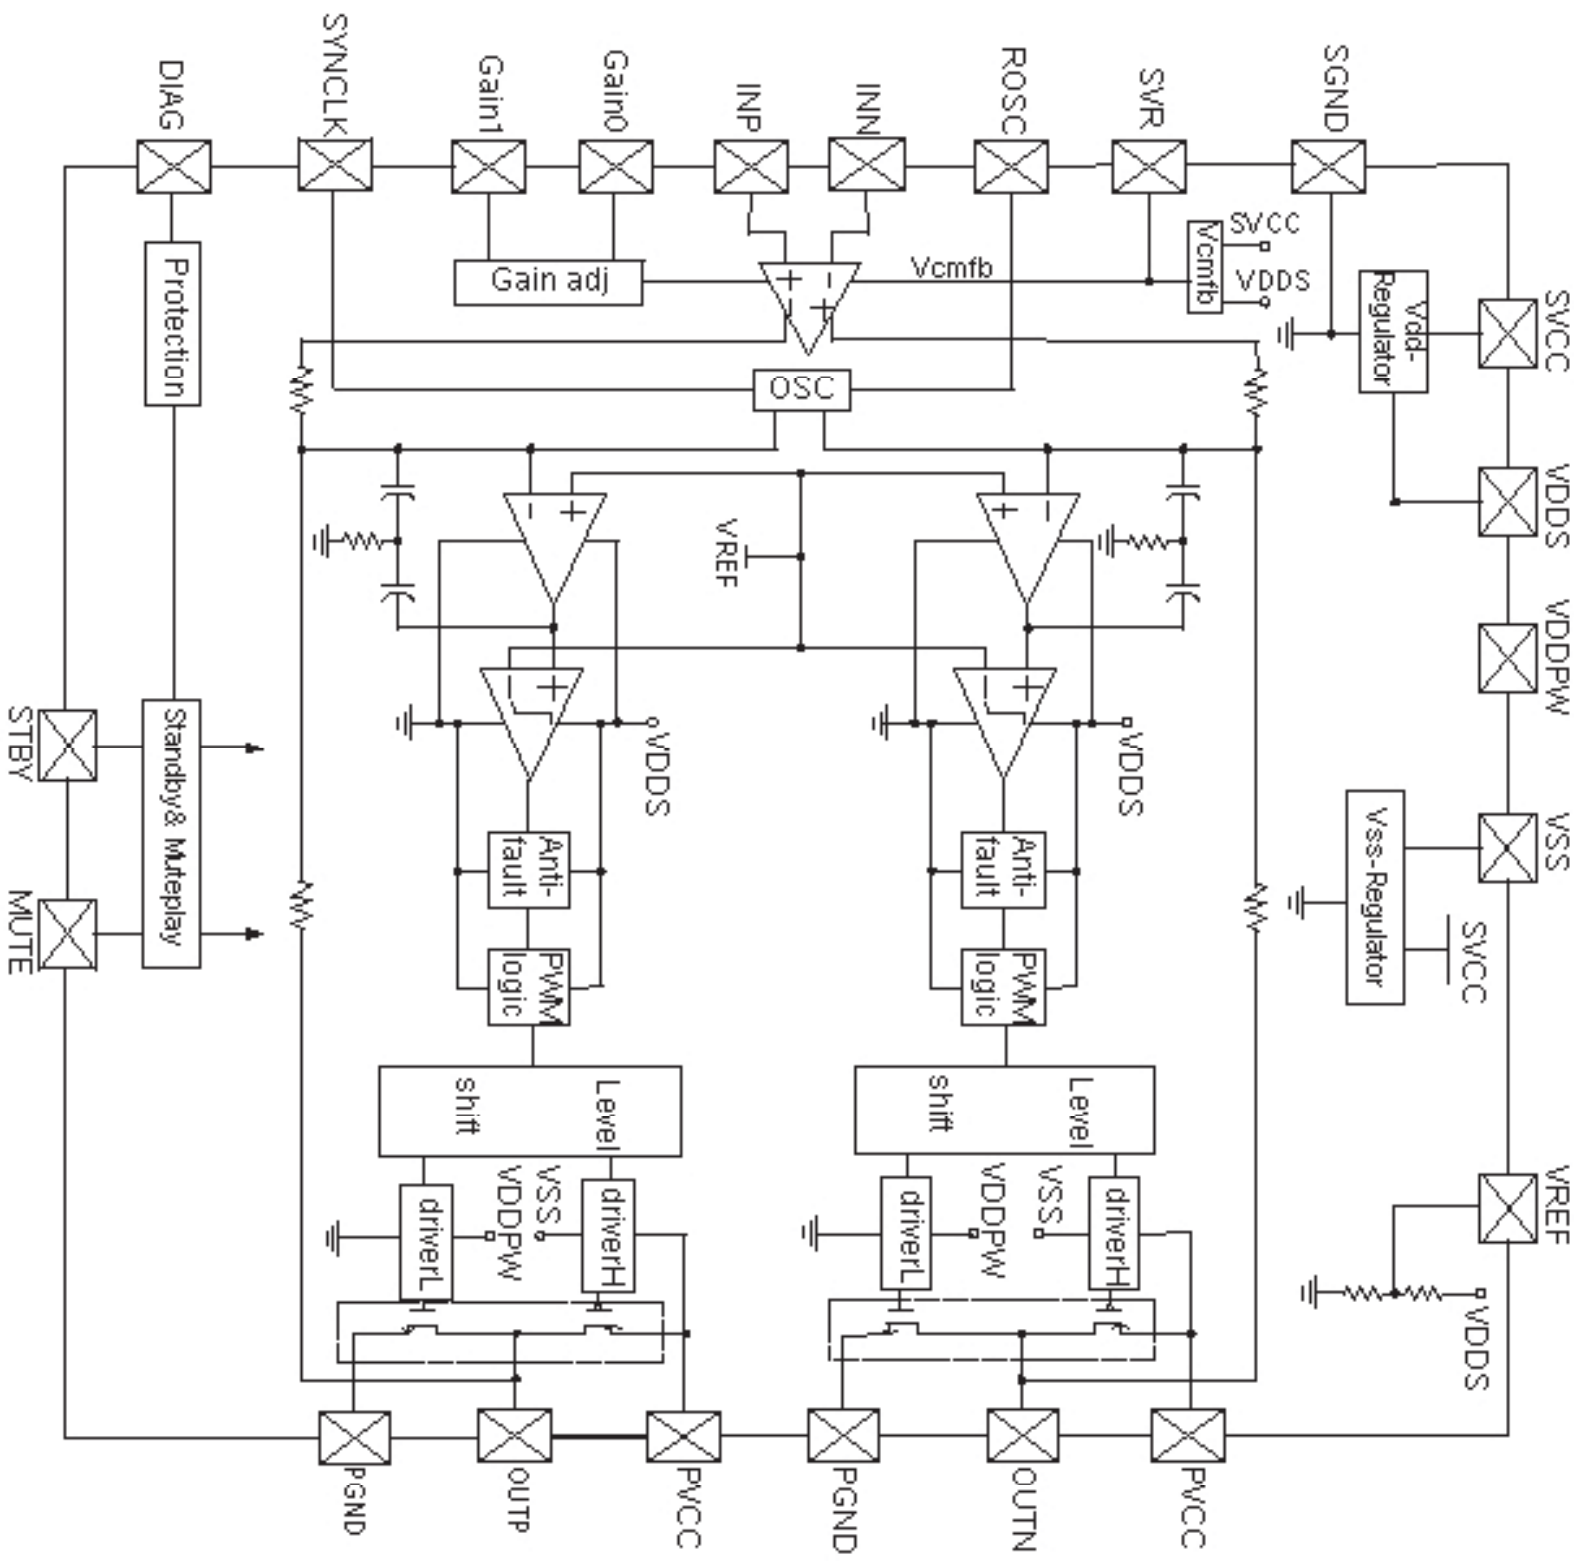 SYNCLK
DIAG
Gain1
Gain0
INP
INN
ROSC
SVR
SGND
SVCC
VDDS
Vcmfb
Vcmfb
Gain adj
Protection
OSC
Vdd-
Regulator
SVCC
VDDS
VDDPW
VSS
VREF
VREF
VDDS
VDDS
STBY
MUTE
Standby& Muteplay
Anti-
fault
Anti-
fault
PWM
logic
PWM
logic
Vss-Regulator
SVCC
Level
shift
Level
shift
driverL
VDDPW
VSS
driverH
driverL
VDDPW
VSS
driverH
VDDS
PGND
OUTP
PVCC
PGND
OUTN
PVCC